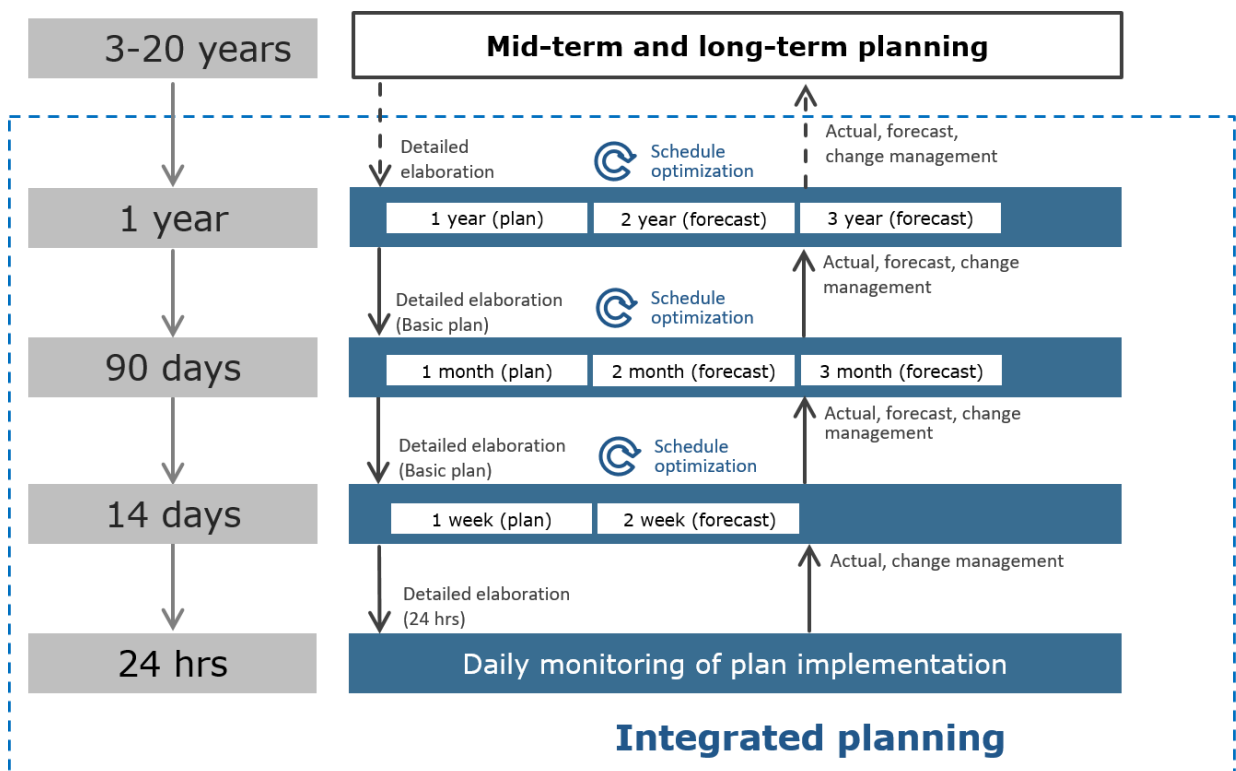 3-20 years
Mid-term and long-term planning
Detailed
elaboration
Schedule
optimization
Actual, forecast,
change management
1 year
1 year (plan)
2 year (forecast)
3 year (forecast)
Detailed elaboration
(Basic plan)
Schedule
optimization
Actual, forecast, change
management
90 days
1 month (plan)
2 month (forecast)
3 month (forecast)
Detailed elaboration
(Basic plan)
Schedule
optimization
Actual, forecast, change
management
14 days
1 week (plan)
2 week (forecast)
Detailed elaboration
(24 hrs)
Actual, change management
24 hrs
Daily monitoring of plan implementation
Integrated planning